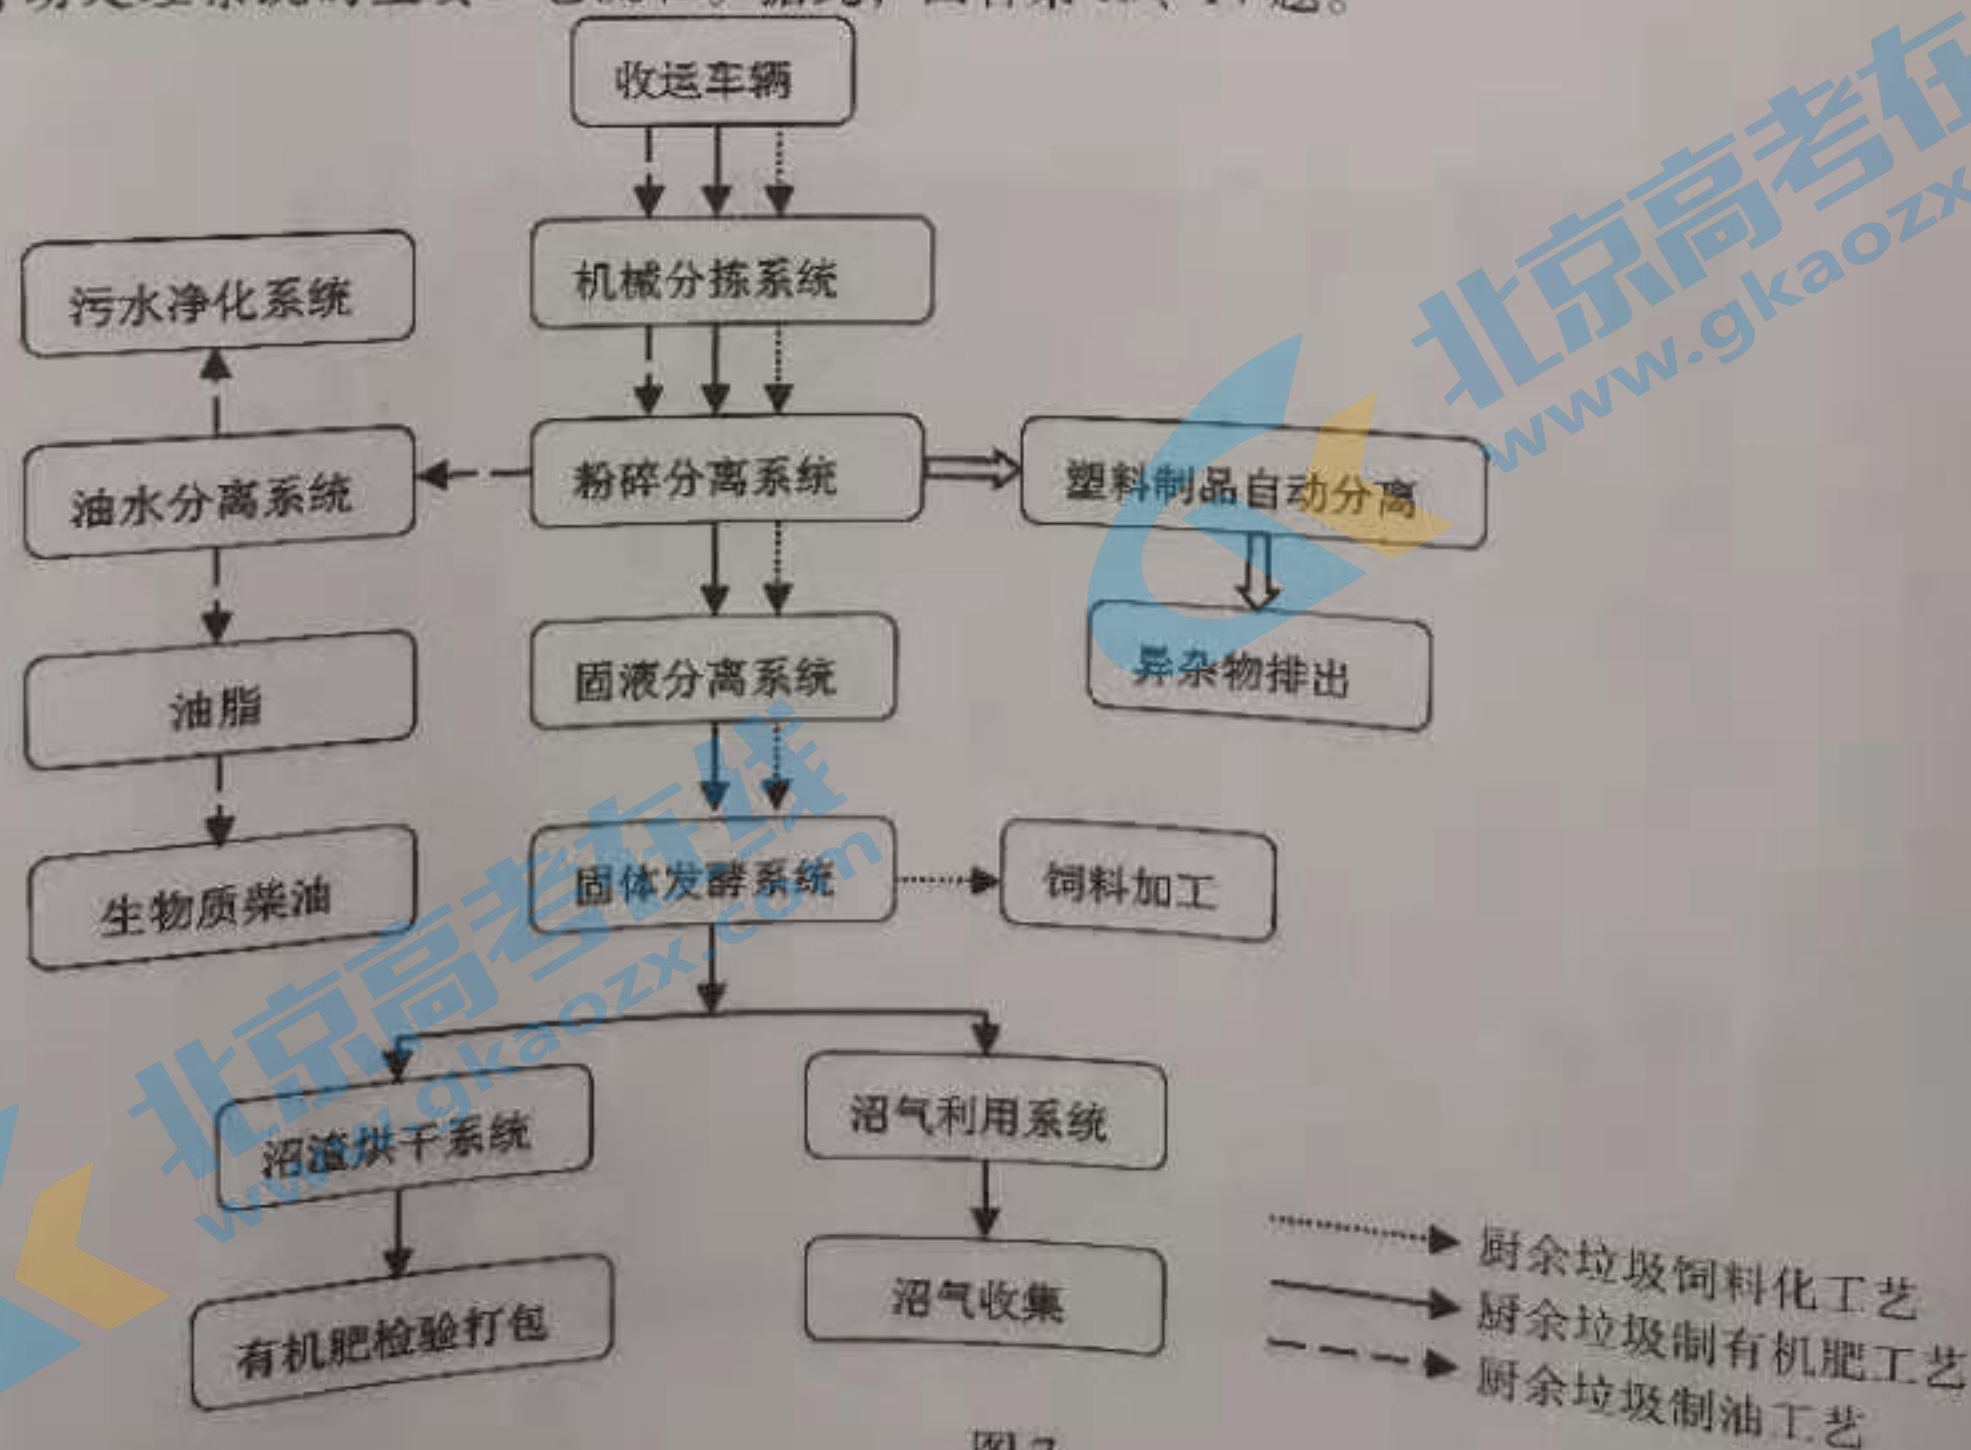 收运车辆
机械分拣系统
污水净化系统
粉碎分离系统
塑料制品自动分离
油水分离系统
固液分离系统
异杂物排出
油脂
固体发酵系统
饲料加工
生物质柴油
沼渣烘干系统
沼气利用系统
有机肥检验打包
沼气收集
厨余垃圾饲料化工艺
厨余垃圾制有机肥工艺
厨余垃圾制油工艺
北京高考在
www.gkaozx
北京高考在线
www.gkaozx.com